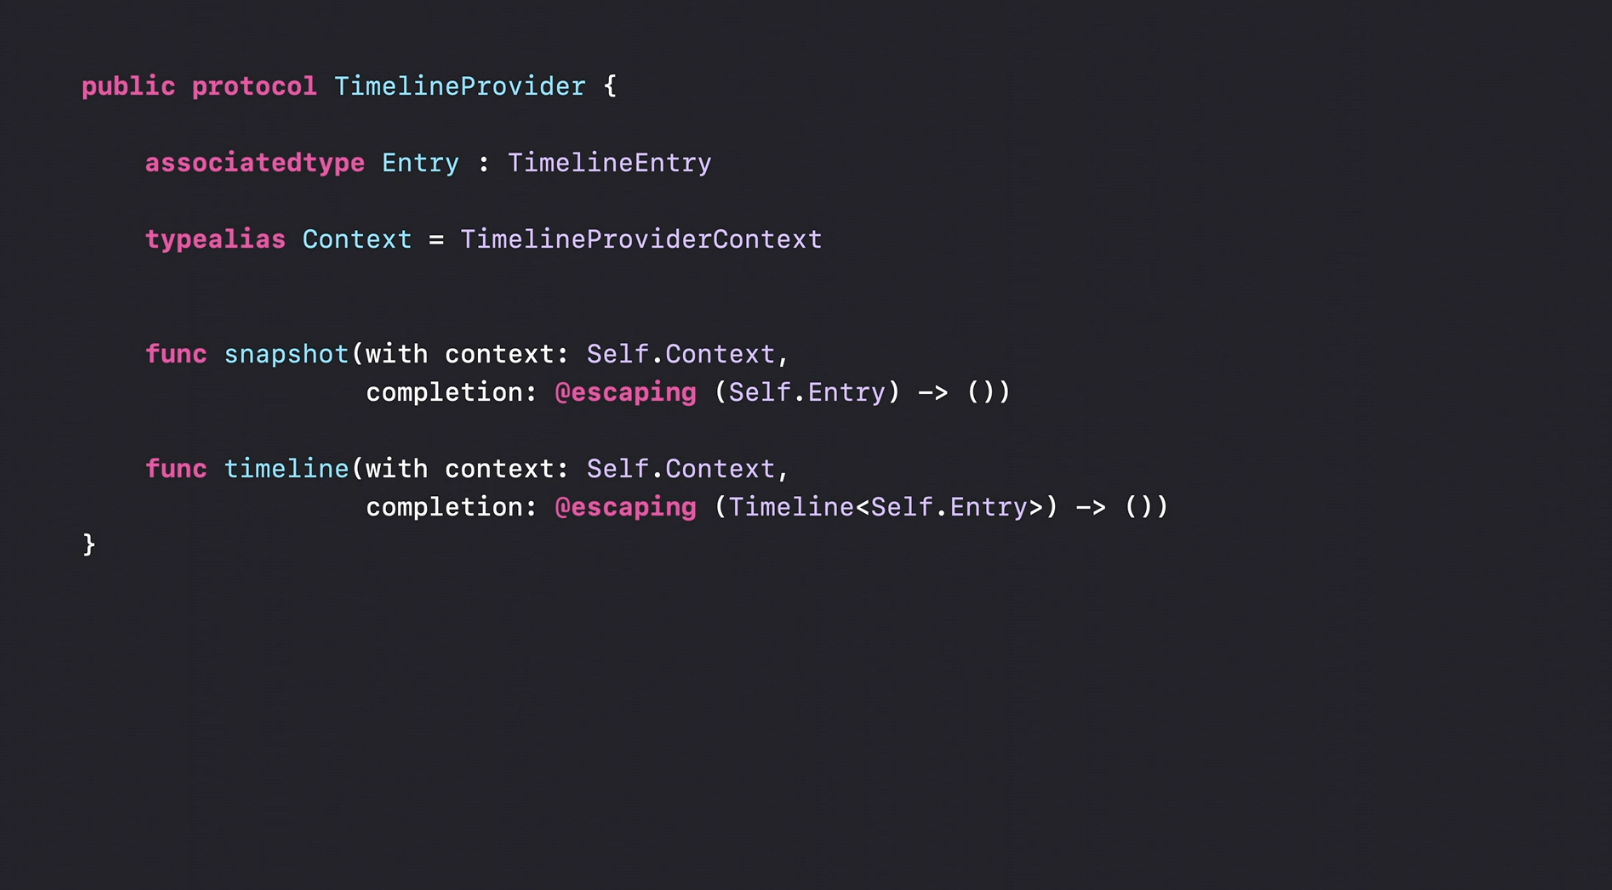 public protocol TimelineProvider {
associatedtype Entry : TimelineEntry
typealias Context = TimelineProviderContext
func snapshot(with context: Self.Context,
completion: @escaping (Self.Entry) -> ())
func timeline(with context: Self.Context,
completion: @escaping (Timeline<Self.Entry>) -> ())
}